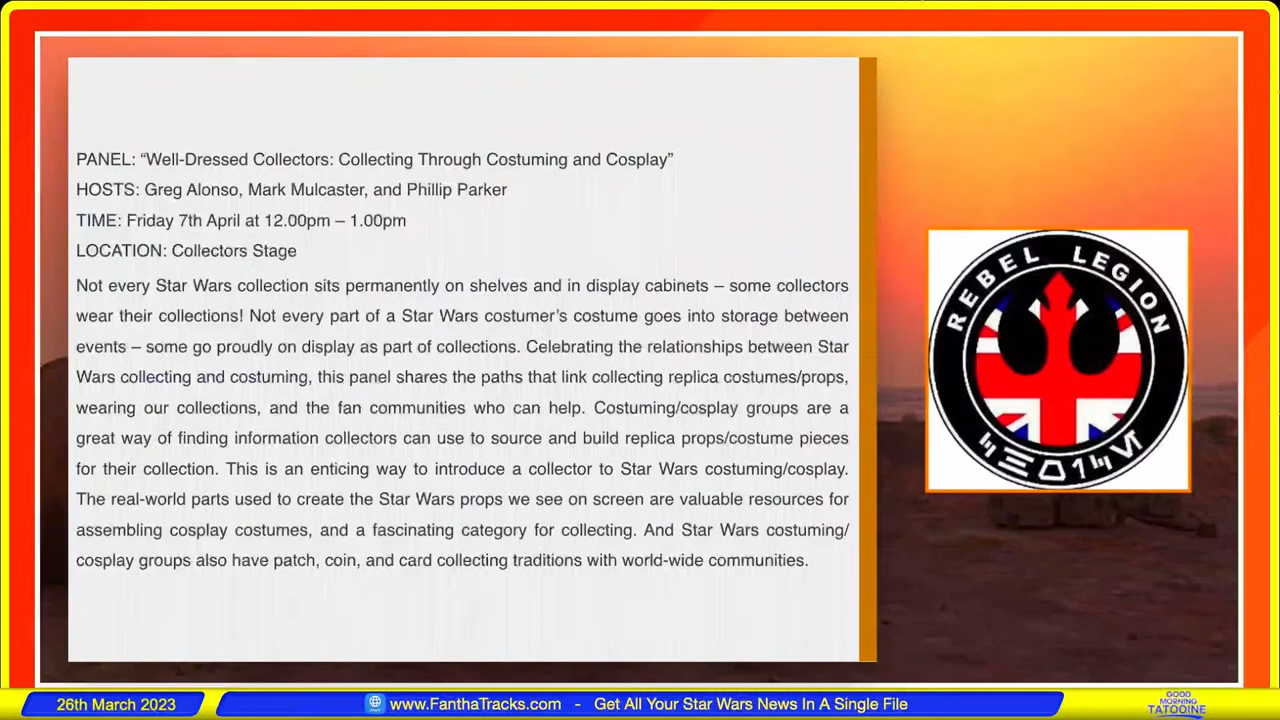 PANEL: “Well-Dressed Collectors: Collecting Through Costuming and Cosplay”
HOSTS: Greg Alonso, Mark Mulcaster, and Phillip Parker
TIME: Friday 7th April at 12.00pm – 1.00pm
LOCATION: Collectors Stage
Not every Star Wars collection sits permanently on shelves and in display cabinets – some collectors
wear their collections! Not every part of a Star Wars costumer’s costume goes into storage between
events – some go proudly on display as part of collections. Celebrating the relationships between Star
Wars collecting and costuming, this panel shares the paths that link collecting replica costumes/props,
wearing our collections, and the fan communities who can help. Costuming/cosplay groups are a
great way of finding information collectors can use to source and build replica props/costume pieces
for their collection. This is an enticing way to introduce a collector to Star Wars costuming/cosplay.
The real-world parts used to create the Star Wars props we see on screen are valuable resources for
assembling cosplay costumes, and a fascinating category for collecting. And Star Wars costuming/
cosplay groups also have patch, coin, and card collecting traditions with world-wide communities.
REBEL LEGION
26th March 2023
www.FanthaTracks.com - Get All Your Star Wars News In A Single File
GOOD
MORNING
TATOOINE